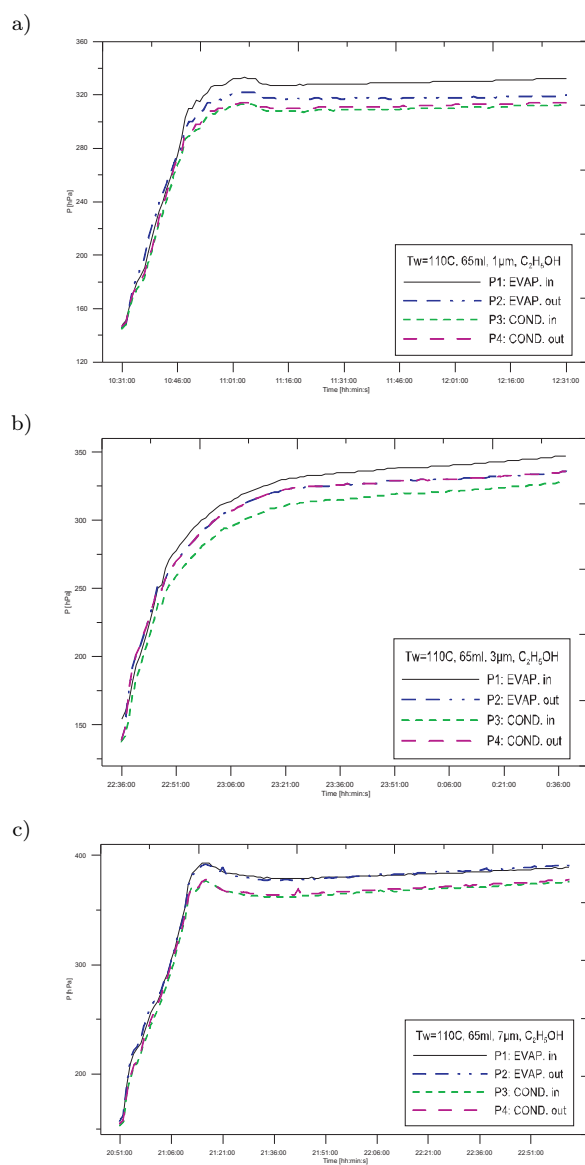 a)
360
320
280
240
200
160
120
P [hPa]
Tw=110C, 65ml, 1µm, C₂H₅OH
P1: EVAP. in
P2: EVAP. out
P3: COND. in
P4: COND. out
10:31:00 10:46:00 11:01:00 11:16:00 11:31:00 11:46:00 12:01:00 12:16:00 12:31:00
Time [hh:min:s]
b)
350
300
250
200
150
P [hPa]
Tw=110C, 65ml, 3µm, C₂H₅OH
P1: EVAP. in
P2: EVAP. out
P3: COND. in
P4: COND. out
22:36:00 22:51:00 23:06:00 23:21:00 23:36:00 23:51:00 0:06:00 0:21:00 0:36:00
Time [hh:min:s]
c)
400
350
300
250
200
150
P [hPa]
Tw=110C, 65ml, 7µm, C₂H₅OH
P1: EVAP. in
P2: EVAP. out
P3: COND. in
P4: COND. out
20:51:00 21:06:00 21:21:00 21:36:00 21:51:00 22:06:00 22:21:00 22:36:00 22:51:00
Time [hh:min:s]